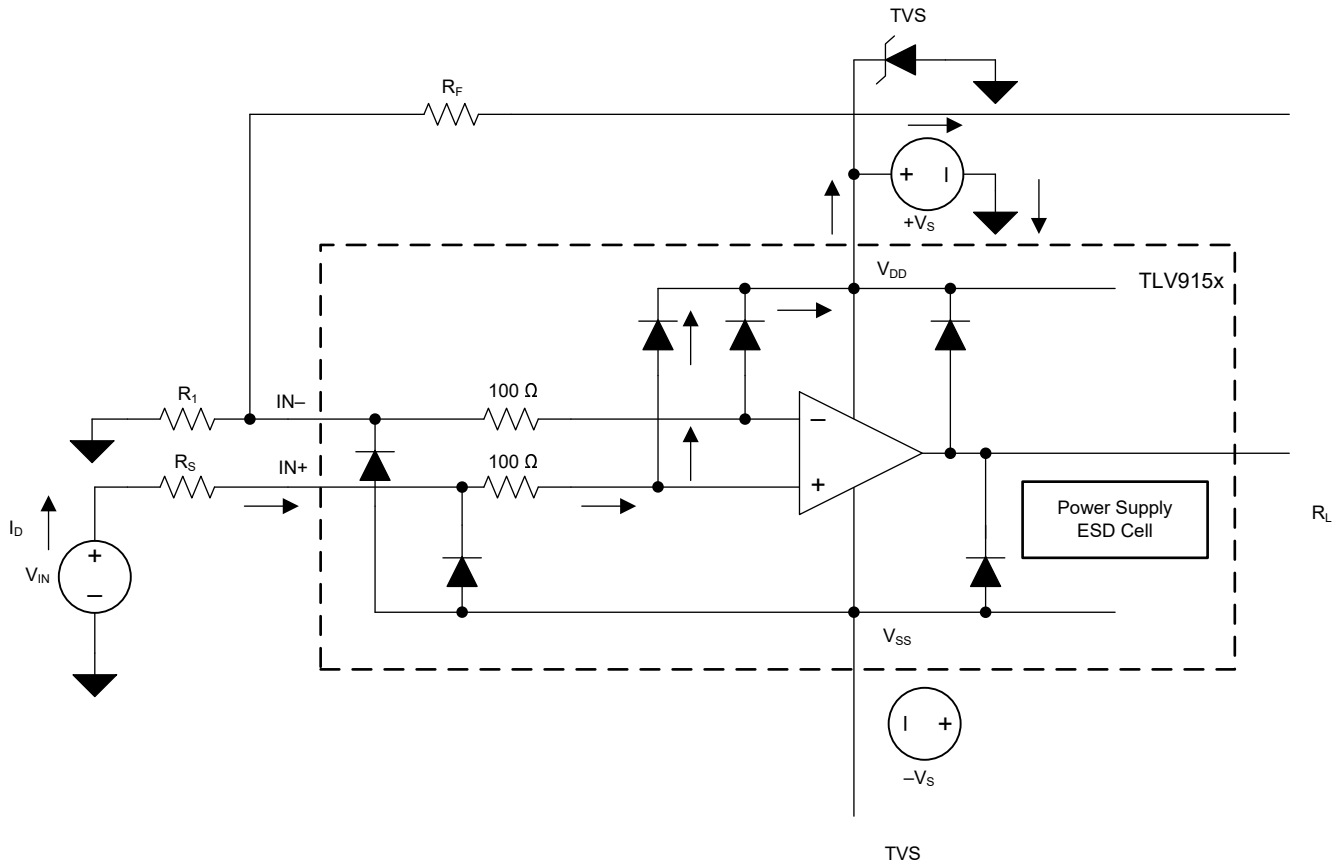 TVS
R_F
+ –
+V_S
V_DD
TLV915x
R_1
IN–
100 Ω
–
R_S
IN+
100 Ω
+
Power Supply
ESD Cell
R_L
I_D
+
V_IN
–
V_SS
– +
–V_S
TVS